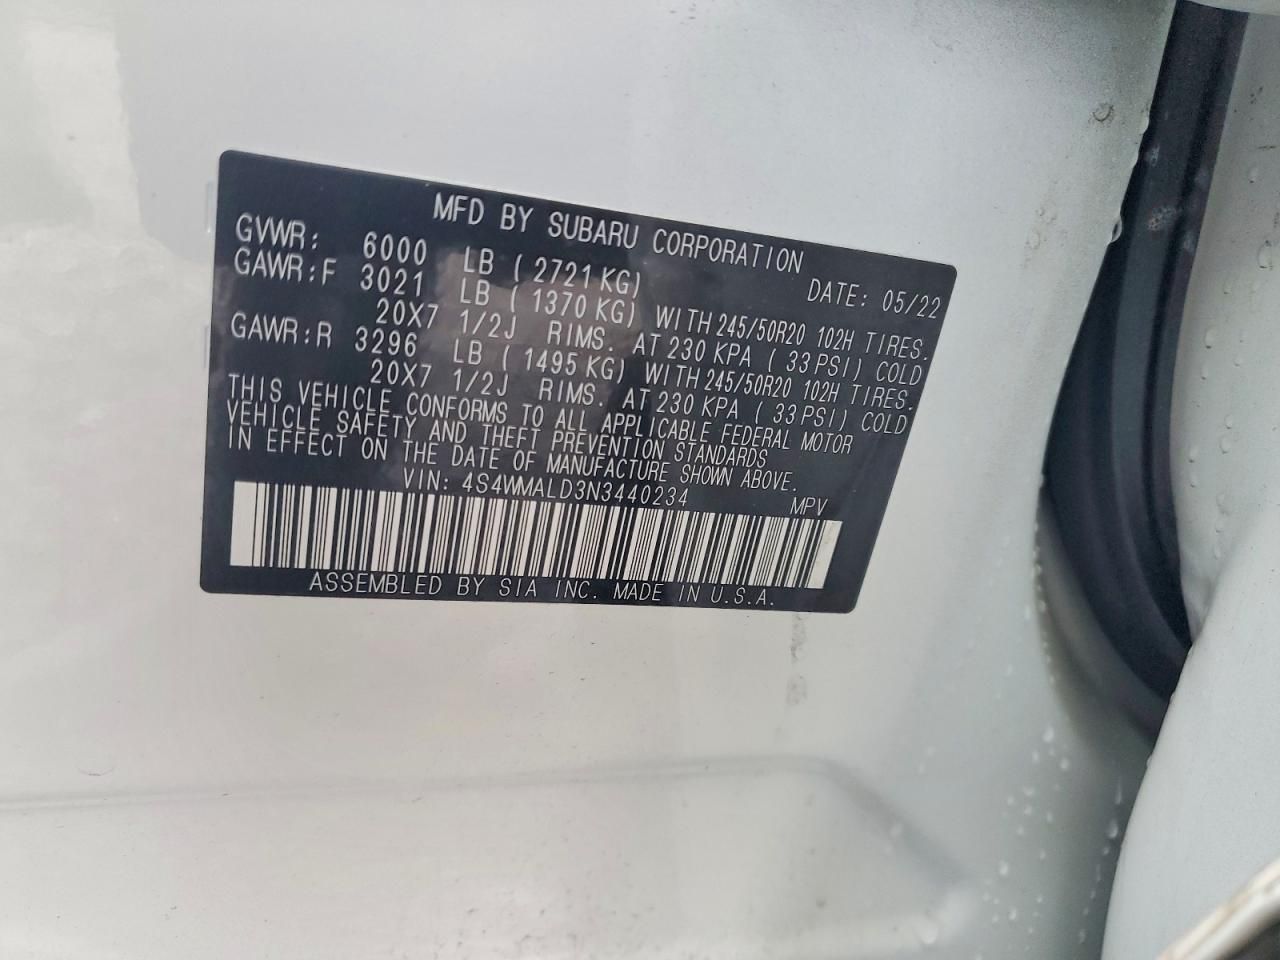 MFD BY SUBARU CORPORATION
GVWR: 6000 LB ( 2721 KG) DATE: 05/22
GAWR:F 3021 LB ( 1370 KG) WITH 245/50R20 102H TIRES.
20X7 1/2J RIMS. AT 230 KPA ( 33 PSI) COLD
GAWR:R 3296 LB ( 1495 KG) WITH 245/50R20 102H TIRES.
20X7 1/2J RIMS. AT 230 KPA ( 33 PSI) COLD
THIS VEHICLE CONFORMS TO ALL APPLICABLE FEDERAL MOTOR
VEHICLE SAFETY AND THEFT PREVENTION STANDARDS
IN EFFECT ON THE DATE OF MANUFACTURE SHOWN ABOVE.
VIN: 4S4WMALD3N3440234 MPV
ASSEMBLED BY SIA INC. MADE IN U.S.A.